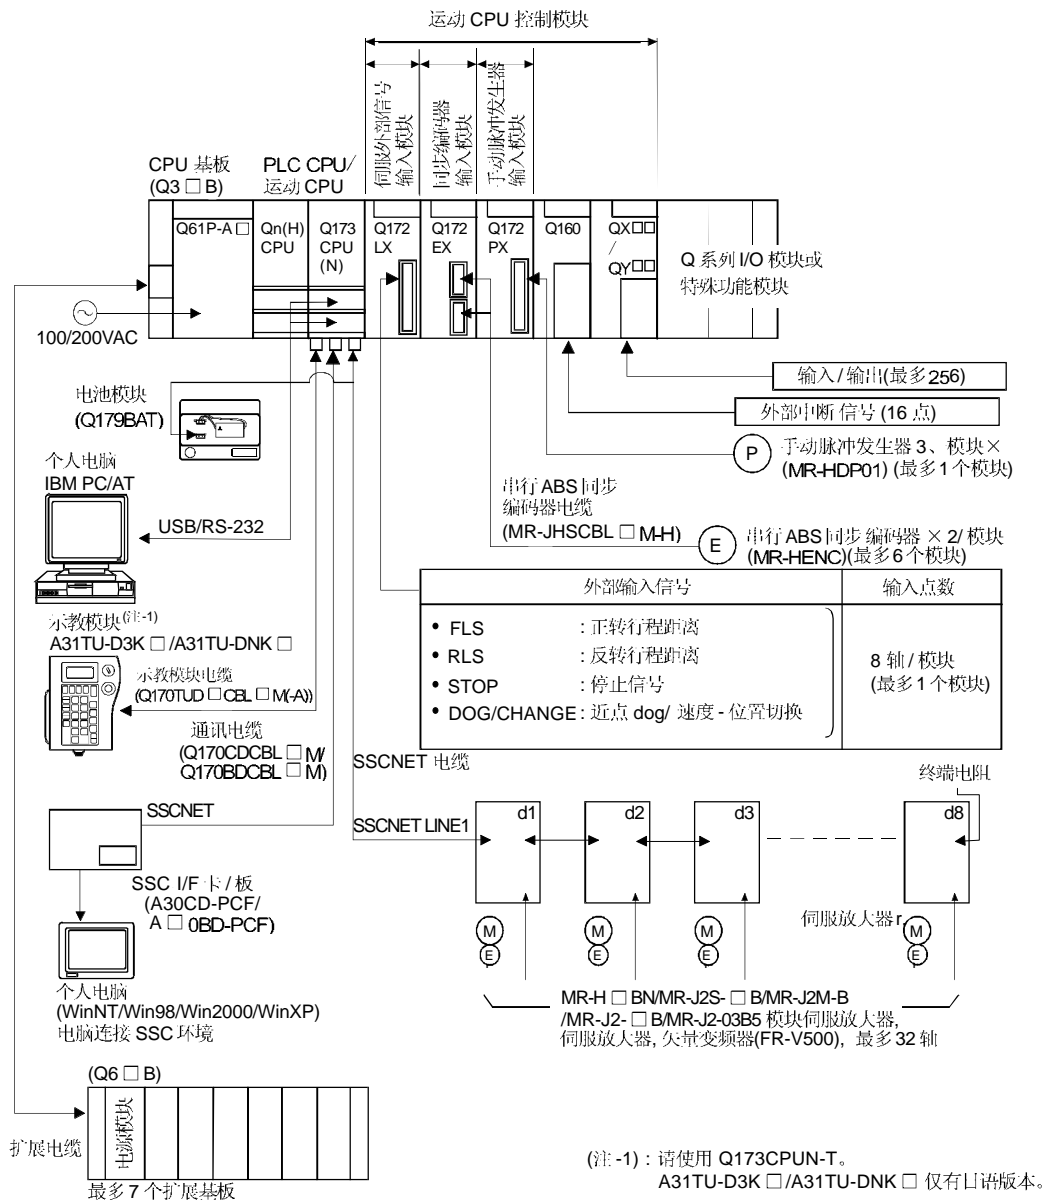 运动 CPU 控制模块
伺服外部信号
输入模块
同步编码器
输入模块
手动脉冲发生器
输入模块
CPU 基板
(Q3 □ B)
PLC CPU/
运动 CPU
Q61P-A □
Qn(H)
CPU
Q173
CPU
(N)
Q172
LX
Q172
EX
Q172
PX
Q160
QX□□
/
QY□□
Q 系列 I/O 模块或
特殊功能模块
100/200VAC
输入 / 输出(最多256)
外部中断 信号 (16 点)
电池模块
(Q179BAT)
P
手动脉冲发生器 3、模块×
(MR-HDP01) (最多1个模块)
个人电脑
IBM PC/AT
USB/RS-232
串行 ABS 同步
编码器电缆
(MR-JHSCBL □ M-H)
E
串行 ABS 同步 编码器 × 2/ 模块
(MR-HENC)(最多6个模块)
外部输入信号
输入点数
• FLS : 正转行程距离
• RLS : 反转行程距离
• STOP : 停止信号
• DOG/CHANGE : 近点 dog/ 速度 - 位置切换
8 轴 / 模块
(最多1个模块)
示教模块(注-1)
A31TU-D3K □ /A31TU-DNK □
示教模块电缆
(Q170TUD □ CBL □ M(-A))
通讯电缆
(Q170CDCBL □ M/
Q170BDCBL □ M)
SSCNET 电缆
终端电阻
SSCNET
SSCNET LINE1
d1
d2
d3
d8
SSC I/F 卡 / 板
(A30CD-PCF/
A □ 0BD-PCF)
伺服放大器r
M
E
M
E
M
E
M
E
个人电脑
(WinNT/Win98/Win2000/WinXP)
电脑连接 SSC 环境
MR-H □ BN/MR-J2S- □ B/MR-J2M-B
/MR-J2- □ B/MR-J2-03B5 模块伺服放大器,
伺服放大器, 矢量变频器(FR-V500), 最多 32 轴
(Q6 □ B)
电源模块
扩展电缆
最多 7 个扩展基板
(注 -1) : 请使用 Q173CPUN-T。
A31TU-D3K □ /A31TU-DNK □ 仅有日语版本。